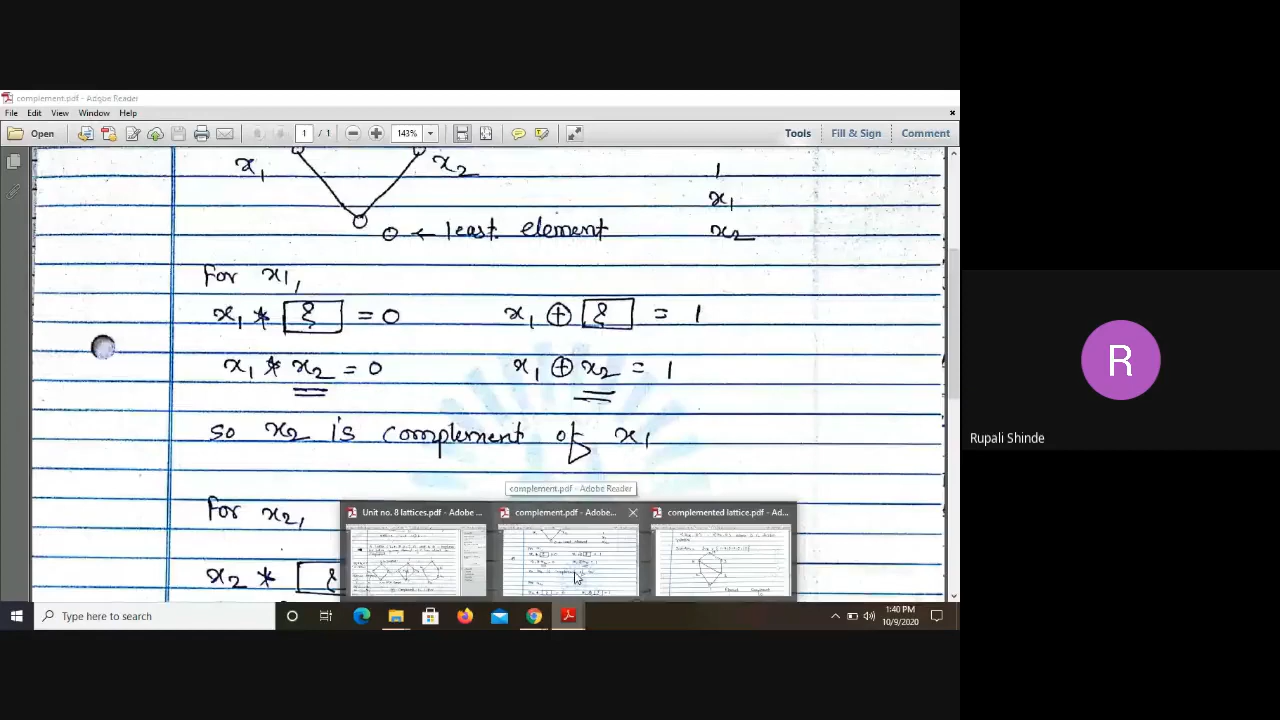 complement.pdf - Adobe Reader
File Edit View Window Help
Open 1 / 1 143% Tools Fill & Sign Comment
x₁ x₂ 1
x₁
0 ← least element x₂
For x₁,
x₁ * [ξ] = 0 x₁ ⊕ [ξ] = 1
x₁ * x₂ = 0 x₁ ⊕ x₂ = 1
so x₂ is complement of x₁
complement.pdf - Adobe Reader
For x₂,
Unit no. 8 lattices.pdf - Adobe ... complement.pdf - Adobe... complemented lattice.pdf - Ad...
x₂ * [ξ
Type here to search
1:40 PM
10/9/2020
R
Rupali Shinde